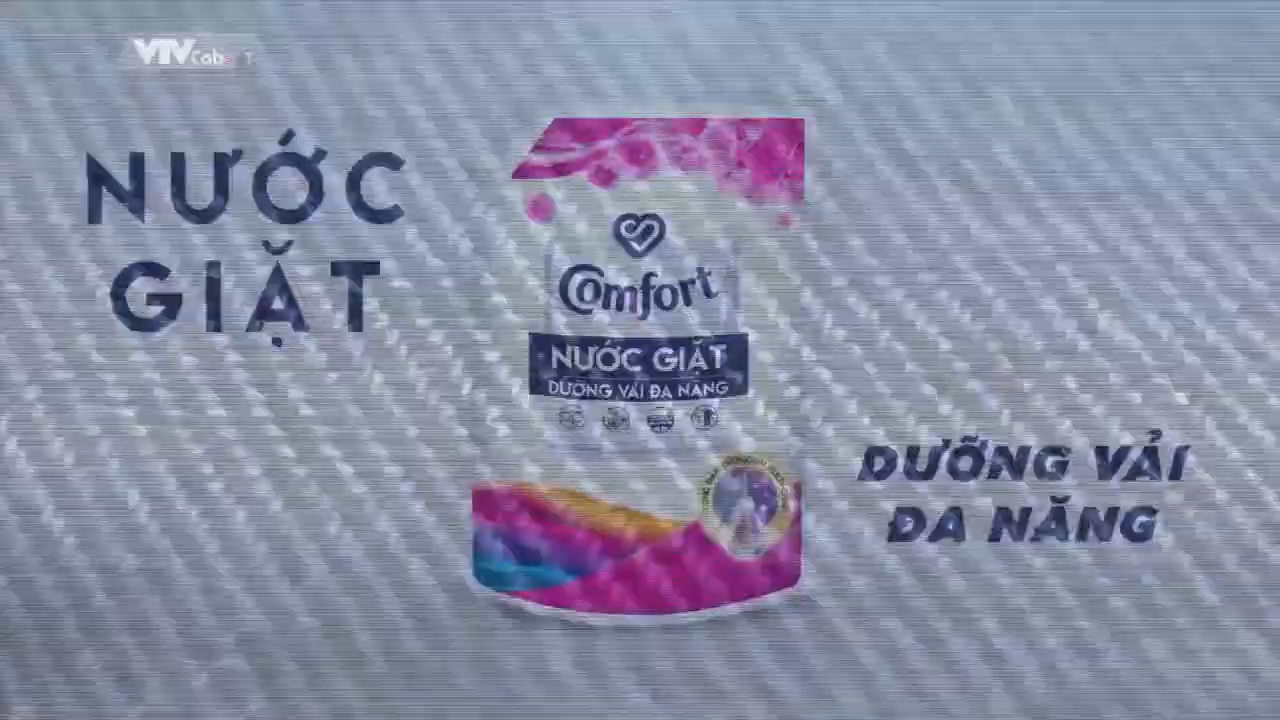 VTVCab
NƯỚC
GIẶT
Comfort
NƯỚC GIẶT
DƯỠNG VẢI ĐA NĂNG
DƯỠNG VẢI
ĐA NĂNG